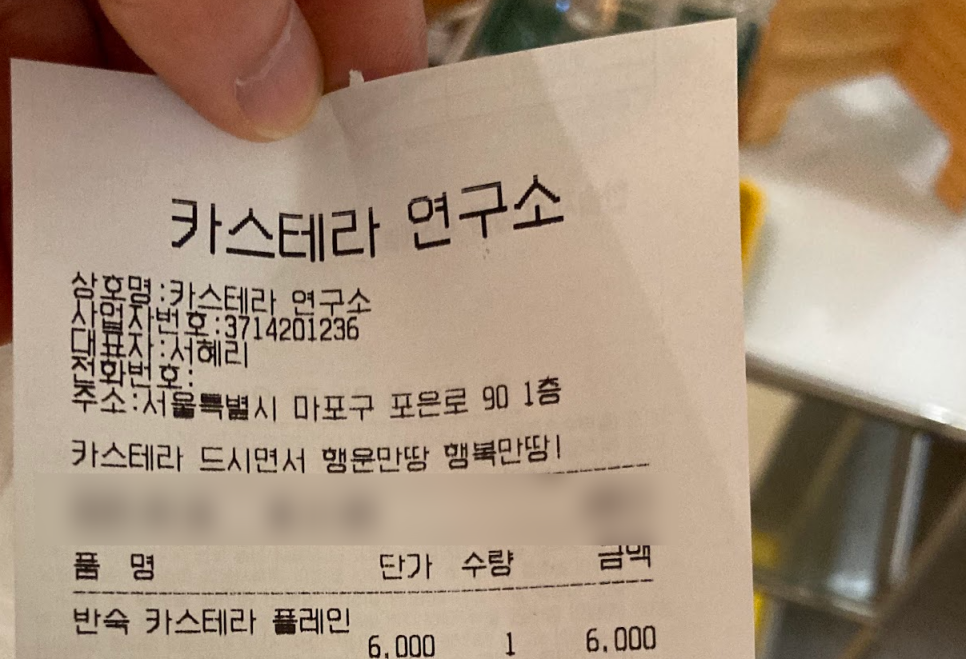 카스테라 연구소
상호명:카스테라 연구소
사업자번호:3714201236
대표자:서혜리
전화번호:
주소:서울특별시 마포구 포은로 90 1층
카스테라 드시면서 행운만땅 행복만땅!
품 명 단가 수량 금액
반숙 카스테라 플레인
6,000 1 6,000